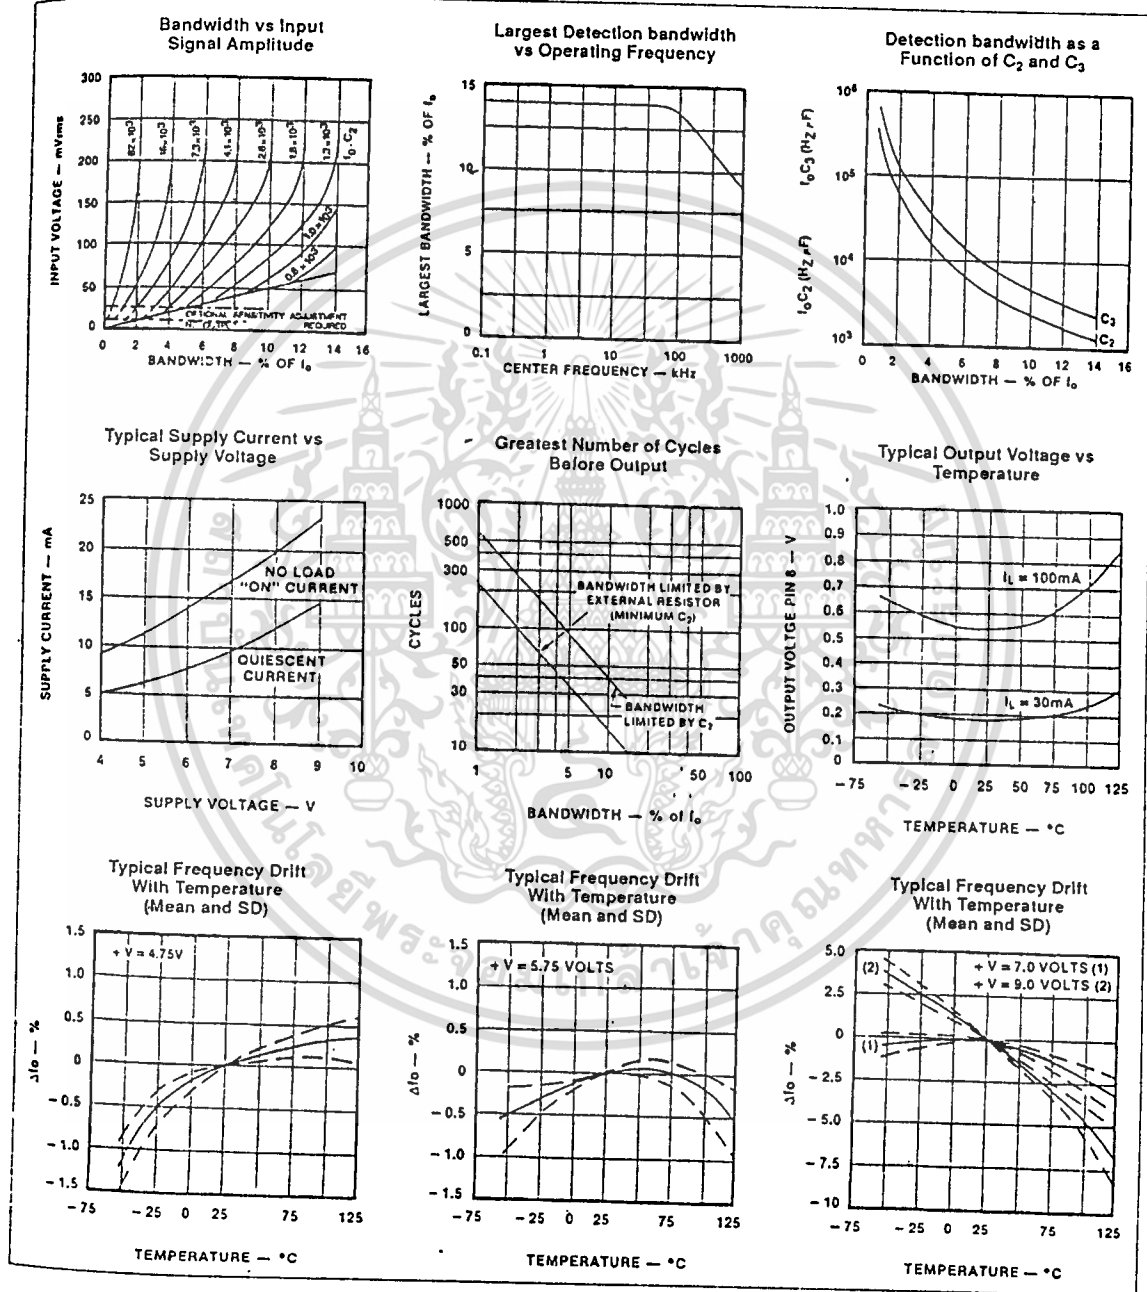 Bandwidth vs Input
Signal Amplitude
INPUT VOLTAGE — mVrms
300
250
200
150
100
50
0
62×10³
16×10³
7.3×10³
4.1×10³
2.6×10³
1.8×10³
1.3×10³
f₀·C₂
1.0×10³
0.6×10³
OPTIONAL SENSITIVITY ADJUSTMENT
REQUIRED
0 2 4 6 8 10 12 14 16
BANDWIDTH — % OF f₀
Largest Detection bandwidth
vs Operating Frequency
LARGEST BANDWIDTH — % OF f₀
15
10
5
0
0.1 1 10 100 1000
CENTER FREQUENCY — kHz
Detection bandwidth as a
Function of C₂ and C₃
f₀C₃ (Hz μF)
f₀C₂ (Hz μF)
10⁶
10⁵
10⁴
10³
C₃
C₂
0 2 4 6 8 10 12 14 16
BANDWIDTH — % OF f₀
Typical Supply Current vs
Supply Voltage
SUPPLY CURRENT — mA
25
20
15
10
5
0
NO LOAD
"ON" CURRENT
QUIESCENT
CURRENT
4 5 6 7 8 9 10
SUPPLY VOLTAGE — V
Greatest Number of Cycles
Before Output
CYCLES
1000
500
300
100
50
30
10
BANDWIDTH LIMITED BY
EXTERNAL RESISTOR
(MINIMUM C₂)
BANDWIDTH
LIMITED BY C₂
1 5 10 50 100
BANDWIDTH — % of f₀
Typical Output Voltage vs
Temperature
OUTPUT VOLTGE PIN 8 — V
1.0
0.9
0.8
0.7
0.6
0.5
0.4
0.3
0.2
0.1
0
I_L = 100mA
I_L = 30mA
−75 −25 0 25 50 75 100 125
TEMPERATURE — °C
Typical Frequency Drift
With Temperature
(Mean and SD)
Δfo — %
1.5
1.0
0.5
0
−0.5
−1.0
−1.5
+V = 4.75V
−75 −25 0 25 75 125
TEMPERATURE — °C
Typical Frequency Drift
With Temperature
(Mean and SD)
Δfo — %
1.5
1.0
0.5
0
−0.5
−1.0
−1.5
+V = 5.75 VOLTS
−75 −25 0 25 75 125
TEMPERATURE — °C
Typical Frequency Drift
With Temperature
(Mean and SD)
Δfo — %
5.0
2.5
0
−2.5
−5.0
−7.5
−10
(2)
(1)
+V = 7.0 VOLTS (1)
+V = 9.0 VOLTS (2)
−75 −25 0 25 75 125
TEMPERATURE — °C